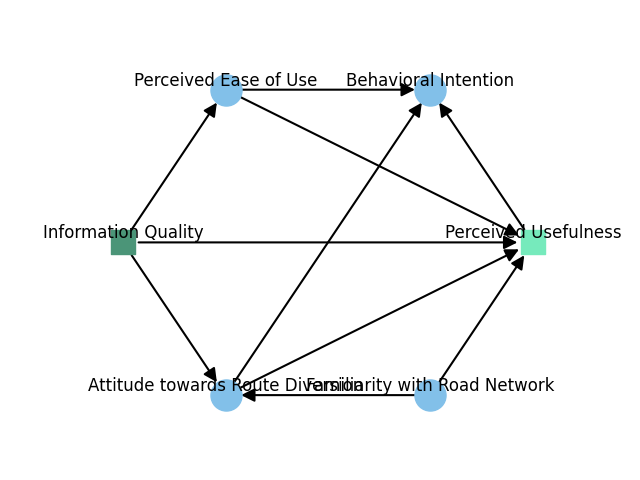 Perceived Ease of Use
Behavioral Intention
Information Quality
Perceived Usefulness
Attitude towards Route Diversion
Familiarity with Road Network